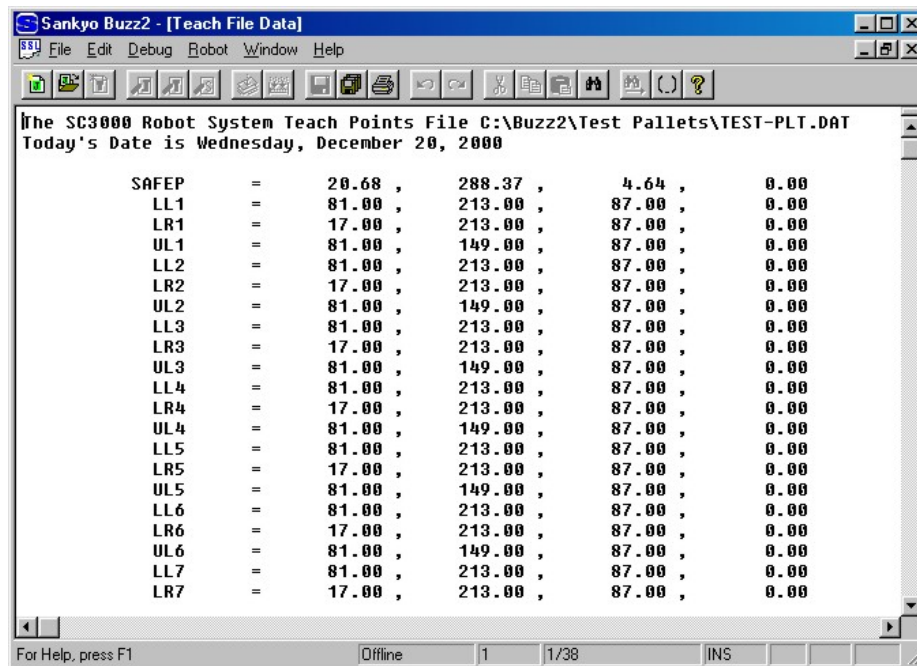 Sankyo Buzz2 - [Teach File Data]
File Edit Debug Robot Window Help
The SC3000 Robot System Teach Points File C:\Buzz2\Test Pallets\TEST-PLT.DAT
Today's Date is Wednesday, December 20, 2000
SAFEP = 20.68 , 288.37 , 4.64 , 0.00
LL1 = 81.00 , 213.00 , 87.00 , 0.00
LR1 = 17.00 , 213.00 , 87.00 , 0.00
UL1 = 81.00 , 149.00 , 87.00 , 0.00
LL2 = 81.00 , 213.00 , 87.00 , 0.00
LR2 = 17.00 , 213.00 , 87.00 , 0.00
UL2 = 81.00 , 149.00 , 87.00 , 0.00
LL3 = 81.00 , 213.00 , 87.00 , 0.00
LR3 = 17.00 , 213.00 , 87.00 , 0.00
UL3 = 81.00 , 149.00 , 87.00 , 0.00
LL4 = 81.00 , 213.00 , 87.00 , 0.00
LR4 = 17.00 , 213.00 , 87.00 , 0.00
UL4 = 81.00 , 149.00 , 87.00 , 0.00
LL5 = 81.00 , 213.00 , 87.00 , 0.00
LR5 = 17.00 , 213.00 , 87.00 , 0.00
UL5 = 81.00 , 149.00 , 87.00 , 0.00
LL6 = 81.00 , 213.00 , 87.00 , 0.00
LR6 = 17.00 , 213.00 , 87.00 , 0.00
UL6 = 81.00 , 149.00 , 87.00 , 0.00
LL7 = 81.00 , 213.00 , 87.00 , 0.00
LR7 = 17.00 , 213.00 , 87.00 , 0.00
For Help, press F1 Offline 1 1/38 INS